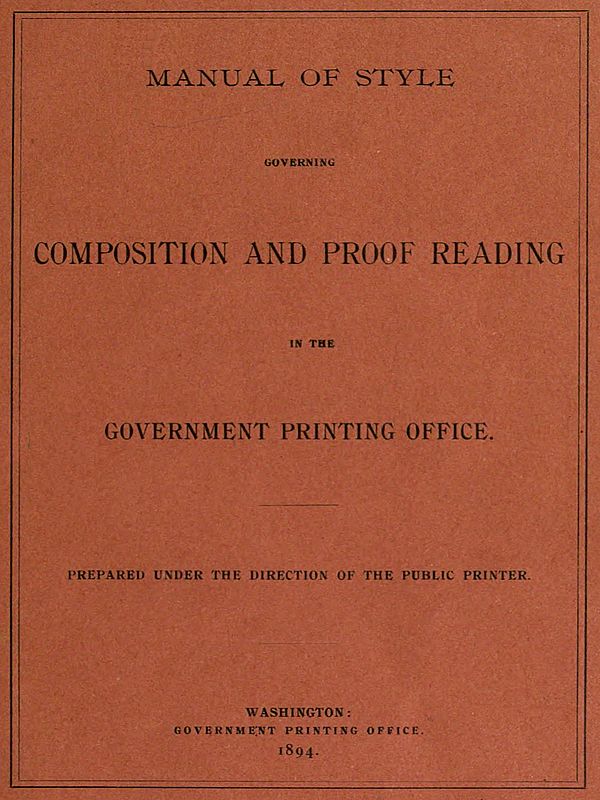 MANUAL OF STYLE
GOVERNING
COMPOSITION AND PROOF READING
IN THE
GOVERNMENT PRINTING OFFICE.
PREPARED UNDER THE DIRECTION OF THE PUBLIC PRINTER.
WASHINGTON:
GOVERNMENT PRINTING OFFICE.
1894.